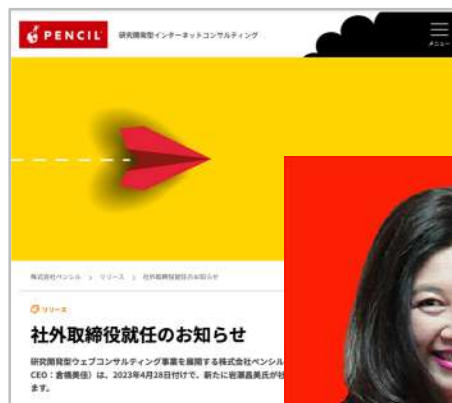 PENCIL
研究開発型インターネットコンサルティング
メニュー
株式会社ペンシル > リリース > 社外取締役就任のお知らせ
リリース
社外取締役就任のお知らせ
研究開発型ウェブコンサルティング事業を展開する株式会社ペンシル
CEO：倉橋美佳）は、2023年4月28日付けで、新たに岩瀬昌美氏が社
ます。